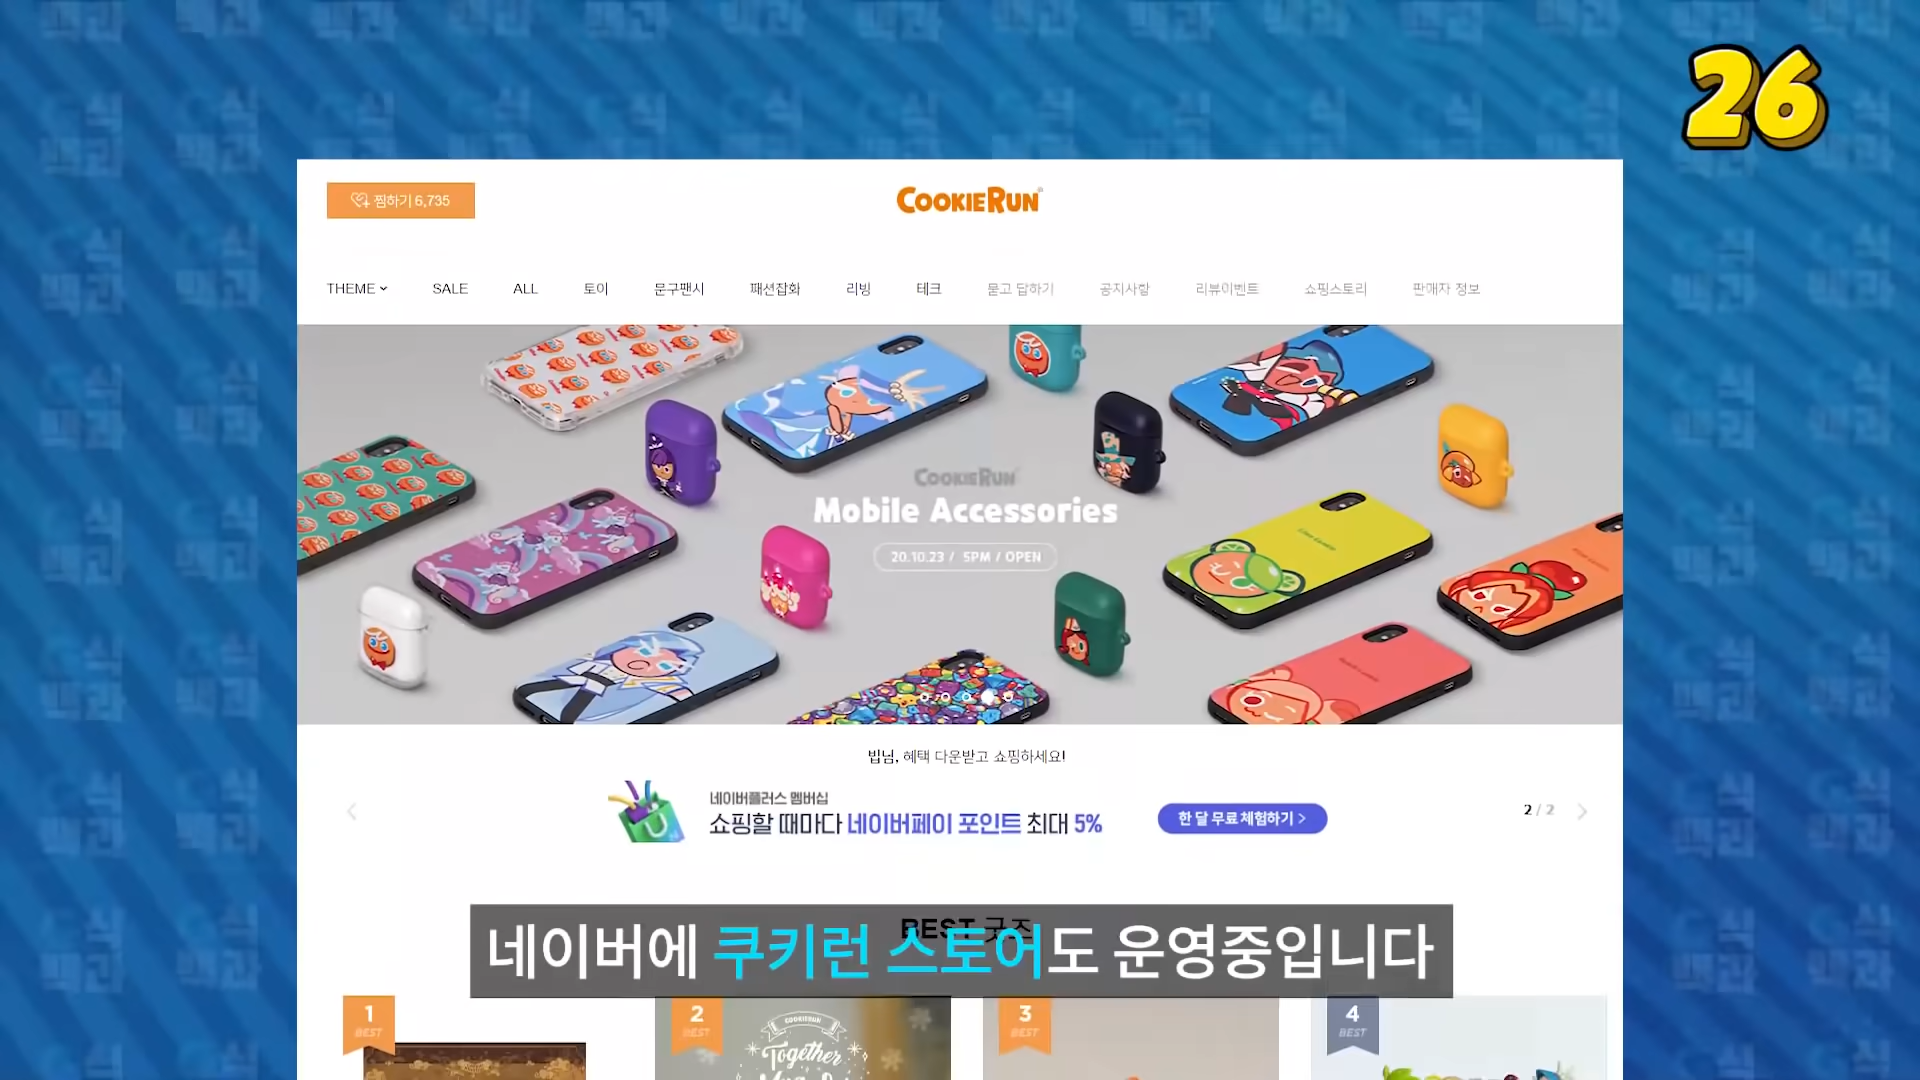 26
찜하기 6,735
COOKIERUN
THEME
SALE
ALL
토이
문구팬시
패션잡화
리빙
테크
묻고 답하기
공지사항
리뷰이벤트
쇼핑스토리
판매자 정보
COOKIERUN
Mobile Accessories
20.10.23 / 5PM / OPEN
빕님, 혜택 다운받고 쇼핑하세요!
네이버플러스 멤버십
쇼핑할 때마다 네이버페이 포인트 최대 5%
한 달 무료 체험하기 >
2 / 2
BEST 굿즈
네이버에 쿠키런 스토어도 운영중입니다
1 BEST
2 BEST
3 BEST
4 BEST
COOKIERUN
Together